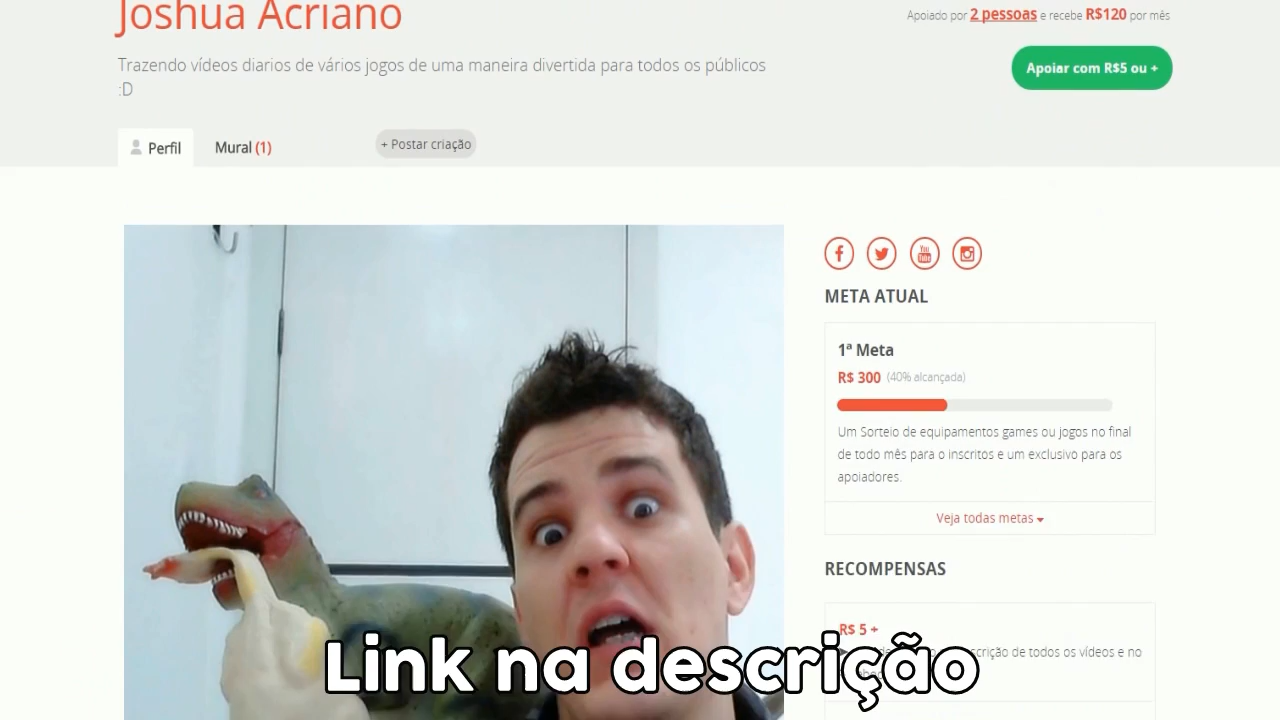 Joshua Acriano
Apoiado por 2 pessoas e recebe R$120 por mês
Trazendo vídeos diarios de vários jogos de uma maneira divertida para todos os públicos
:D
Apoiar com R$5 ou +
Perfil
Mural (1)
+ Postar criação
META ATUAL
1ª Meta
R$ 300 (40% alcançada)
Um Sorteio de equipamentos games ou jogos no final
de todo mês para o inscritos e um exclusivo para os
apoiadores.
Veja todas metas
RECOMPENSAS
R$ 5 +
de todos os vídeos e no
Link na descrição